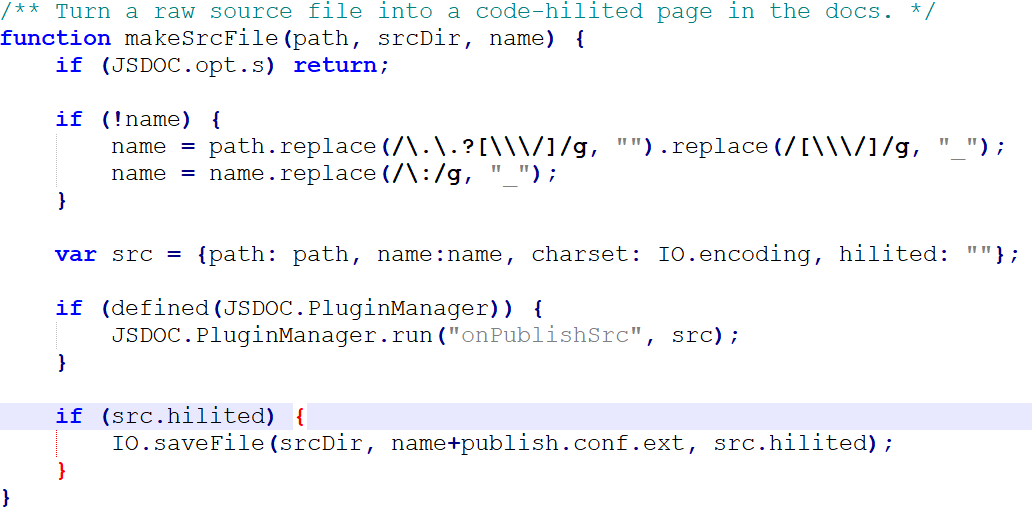 /** Turn a raw source file into a code-hilited page in the docs. */
function makeSrcFile(path, srcDir, name) {
    if (JSDOC.opt.s) return;

    if (!name) {
        name = path.replace(/\.\.?[\\\/]/g, "").replace(/[\\\/]/g, "_");
        name = name.replace(/\:/g, "_");
    }

    var src = {path: path, name:name, charset: IO.encoding, hilited: ""};

    if (defined(JSDOC.PluginManager)) {
        JSDOC.PluginManager.run("onPublishSrc", src);
    }

    if (src.hilited) {
        IO.saveFile(srcDir, name+publish.conf.ext, src.hilited);
    }
}